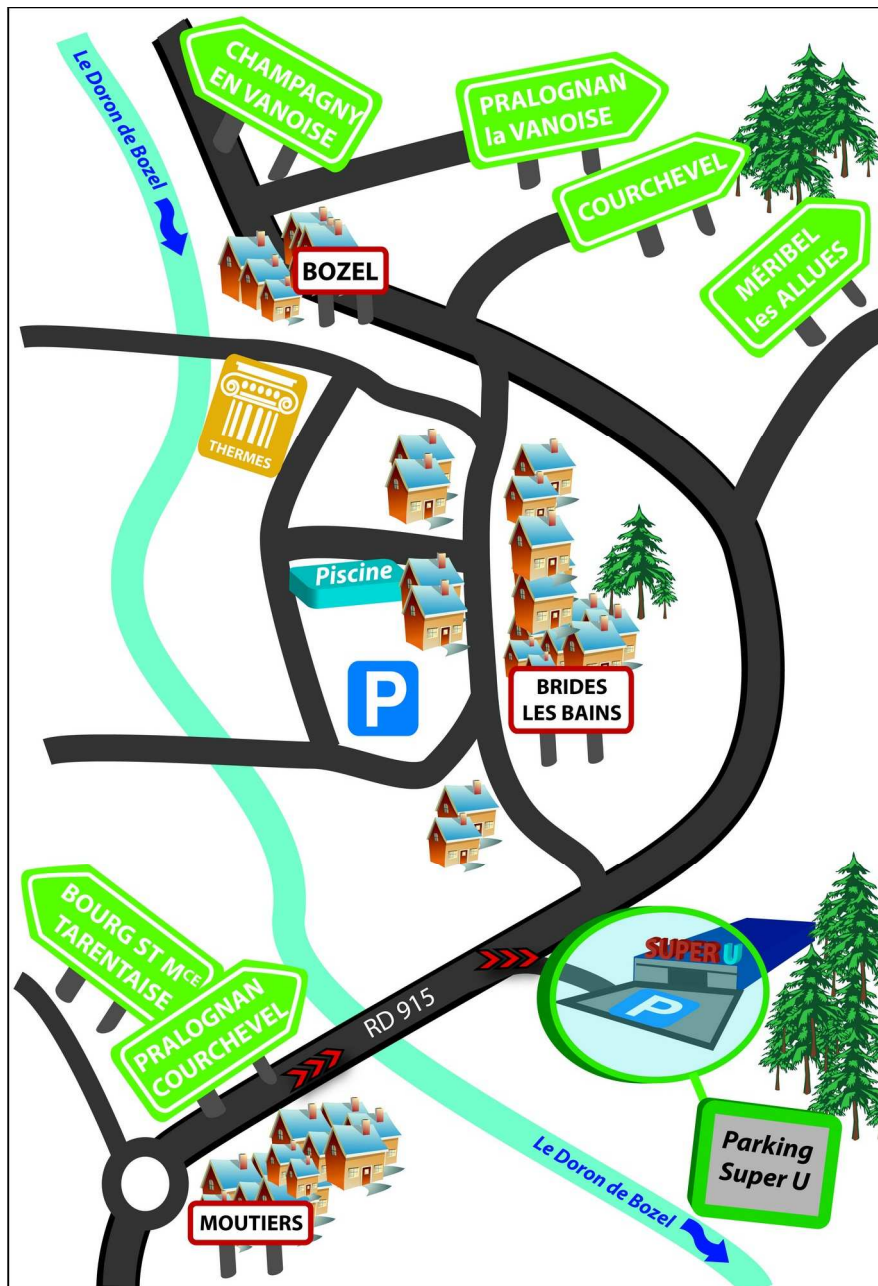 Le Doron de Bozel
CHAMPAGNY
EN VANOISE
PRALOGNAN
la VANOISE
COURCHEVEL
MÉRIBEL
les ALLUES
BOZEL
THERMES
Piscine
P
BRIDES
LES BAINS
BOURG ST MCE
TARENTAISE
PRALOGNAN
COURCHEVEL
RD 915
SUPER U
P
Parking
Super U
MOUTIERS
Le Doron de Bozel